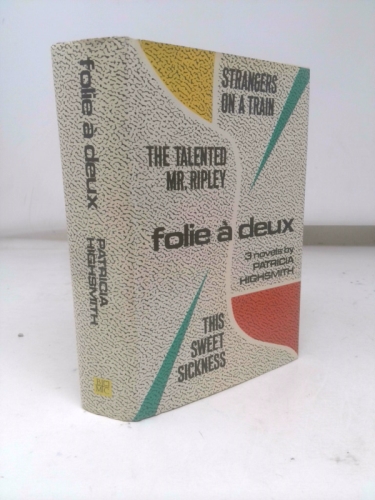 folie à deux
PATRICIA
HIGHSMITH
STRANGERS
ON A TRAIN
THE TALENTED
MR. RIPLEY
folie à deux
3 novels by
PATRICIA
HIGHSMITH
THIS
SWEET
SICKNESS